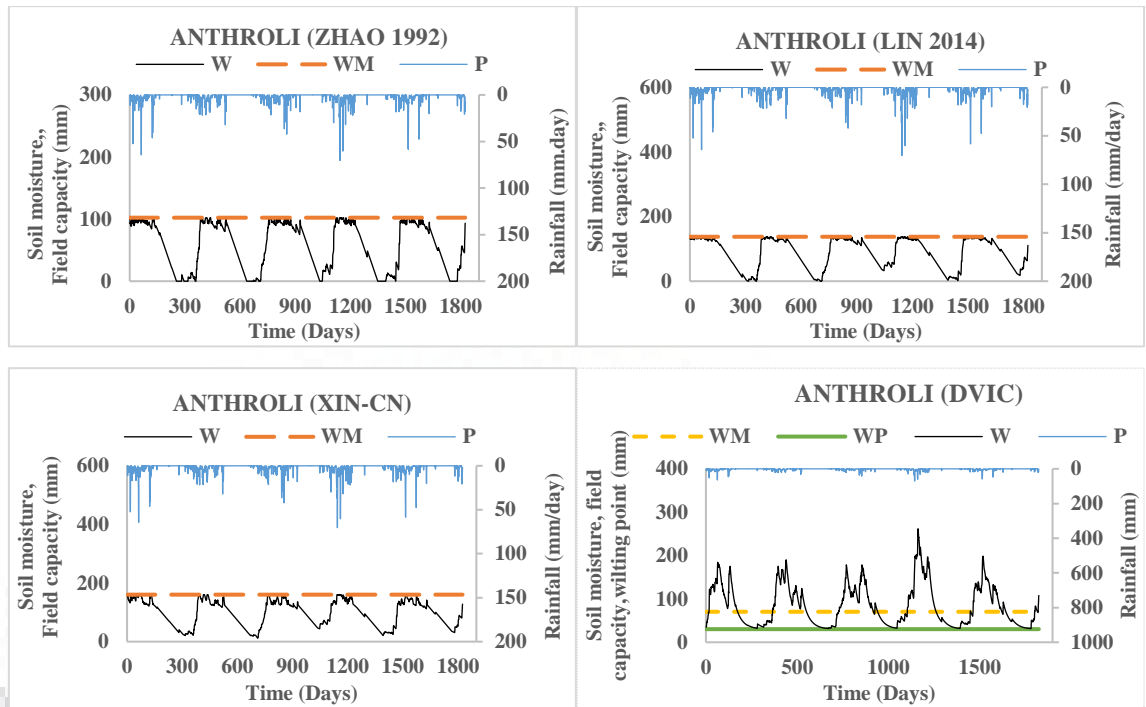 ANTHROLI (ZHAO 1992)
W WM P
300 200 100 0
0 50 100 150 200
0 300 600 900 1200 1500 1800
Soil moisture,,
Field capacity (mm)
Rainfall (mm.day)
Time (Days)
ANTHROLI (LIN 2014)
W WM P
600 400 200 0
0 50 100 150 200
0 300 600 900 1200 1500 1800
Soil moisture,,
Field capacity (mm)
Rainfall (mm/day)
Time (Days)
ANTHROLI (XIN-CN)
W WM P
600 400 200 0
0 50 100 150 200
0 300 600 900 1200 1500 1800
Soil moisture,
Field capacity (mm)
Rainfall (mm/day)
Time (Days)
ANTHROLI (DVIC)
WM WP W P
400 350 300 250 200 150 100 50 0
0 200 400 600 800 1000
0 500 1000 1500
Soil moisture, field
capacity,wilting point (mm)
Rainfall (mm)
Time (Days)